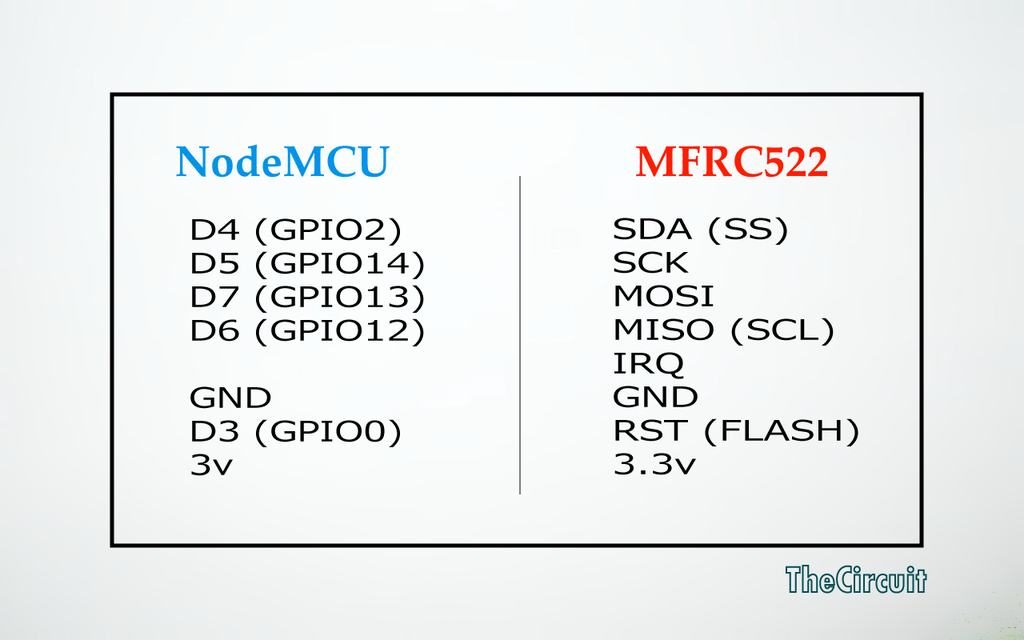 NodeMCU MFRC522
D4 (GPIO2) SDA (SS)
D5 (GPIO14) SCK
D7 (GPIO13) MOSI
D6 (GPIO12) MISO (SCL)
IRQ
GND GND
D3 (GPIO0) RST (FLASH)
3v 3.3v
TheCircuit